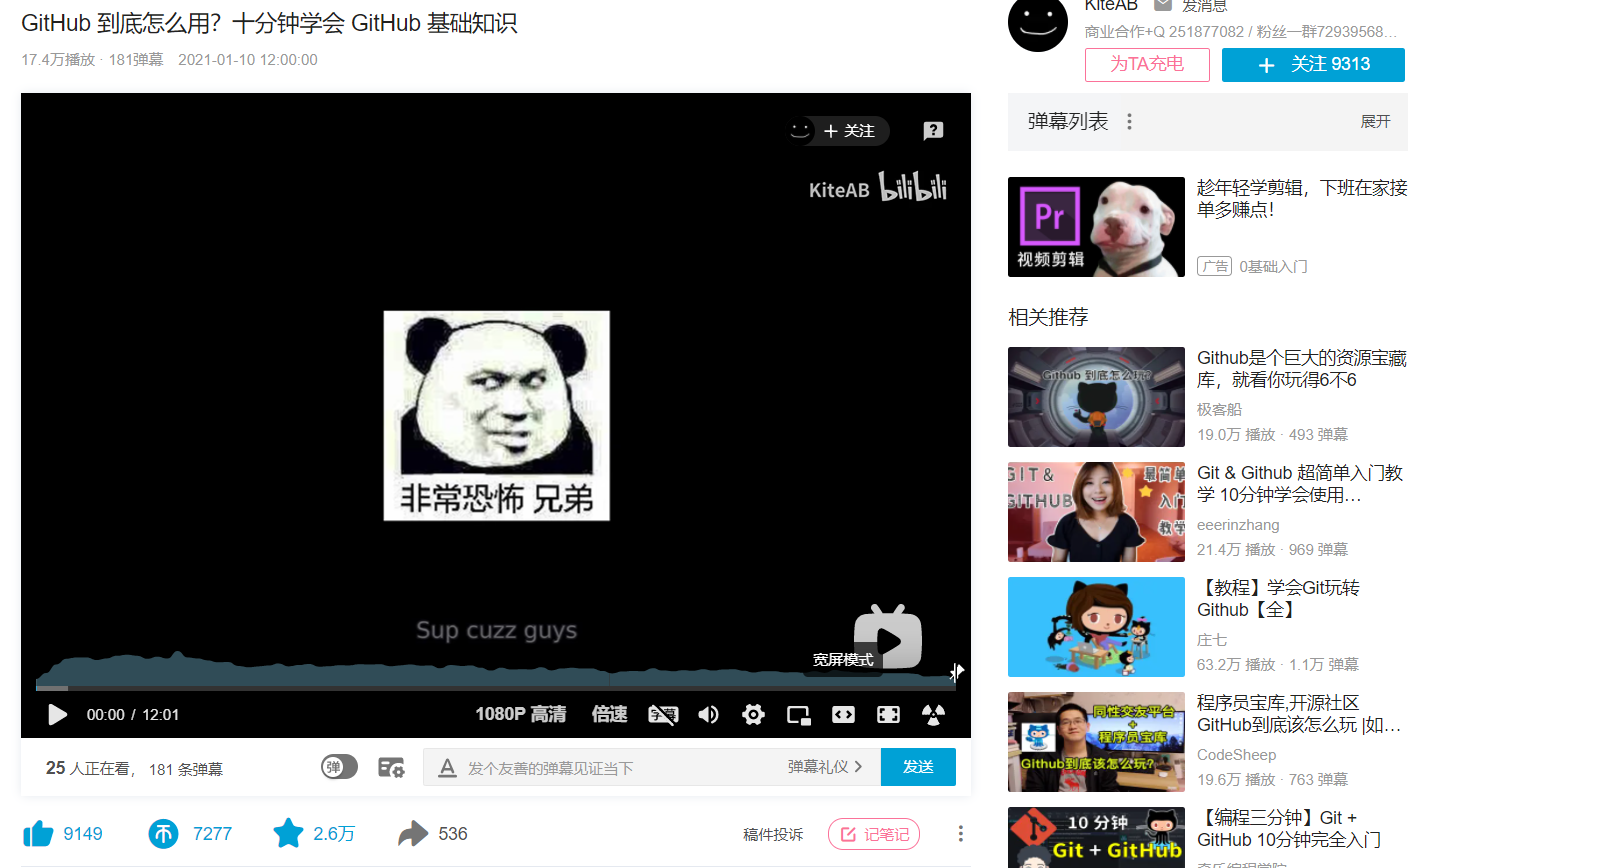 GitHub 到底怎么用？十分钟学会 GitHub 基础知识
17.4万播放 · 181弹幕 2021-01-10 12:00:00
KiteAB 发消息
商业合作+Q 251877082 / 粉丝一群72939568...
为TA充电
+ 关注 9313
+ 关注
KiteAB bilibili
非常恐怖 兄弟
Sup cuzz guys
宽屏模式
00:00 / 12:01
1080P 高清 倍速
25 人正在看， 181 条弹幕
弹
A 发个友善的弹幕见证当下
弹幕礼仪 >
发送
9149
7277
2.6万
536
稿件投诉
记笔记
弹幕列表
展开
Pr
视频剪辑
趁年轻学剪辑，下班在家接
单多赚点！
广告 0基础入门
相关推荐
Github 到底怎么玩?
Github是个巨大的资源宝藏
库，就看你玩得6不6
极客船
19.0万 播放 · 493 弹幕
GIT &
GITHUB
最简单
入门
教学
Git & Github 超简单入门教
学 10分钟学会使用...
eeerinzhang
21.4万 播放 · 969 弹幕
【教程】学会Git玩转
Github【全】
庄七
63.2万 播放 · 1.1万 弹幕
同性交友平台
+
程序员宝库
Github到底该怎么玩?
程序员宝库,开源社区
GitHub到底该怎么玩 |如...
CodeSheep
19.6万 播放 · 763 弹幕
10 分钟
Git + GitHub
【编程三分钟】Git +
GitHub 10分钟完全入门